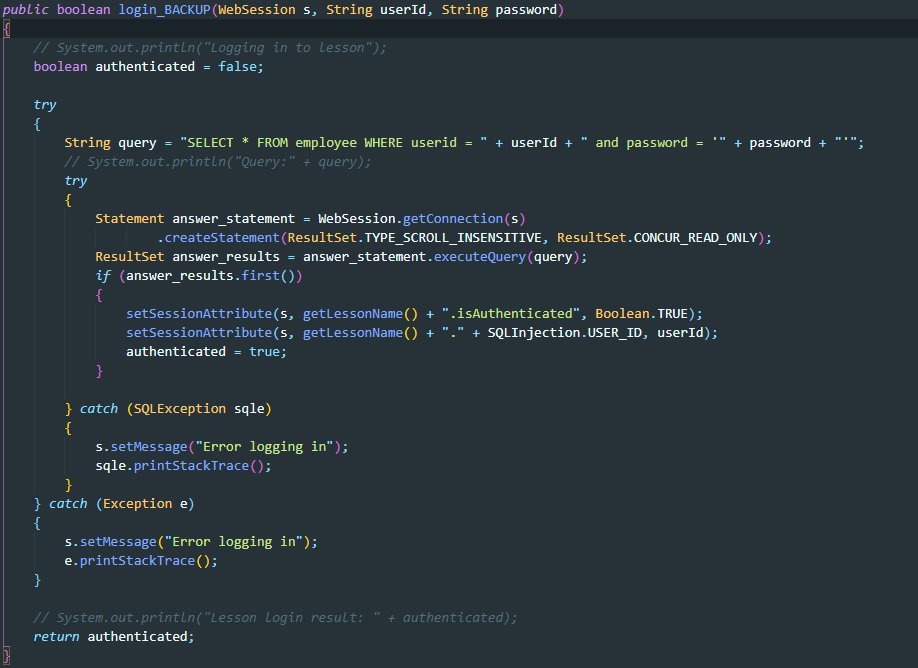 public boolean login_BACKUP(WebSession s, String userId, String password)
{
    // System.out.println("Logging in to lesson");
    boolean authenticated = false;

    try
    {
        String query = "SELECT * FROM employee WHERE userid = " + userId + " and password = '" + password + "'";
        // System.out.println("Query:" + query);
        try
        {
            Statement answer_statement = WebSession.getConnection(s)
                    .createStatement(ResultSet.TYPE_SCROLL_INSENSITIVE, ResultSet.CONCUR_READ_ONLY);
            ResultSet answer_results = answer_statement.executeQuery(query);
            if (answer_results.first())
            {
                setSessionAttribute(s, getLessonName() + ".isAuthenticated", Boolean.TRUE);
                setSessionAttribute(s, getLessonName() + "." + SQLInjection.USER_ID, userId);
                authenticated = true;
            }

        } catch (SQLException sqle)
        {
            s.setMessage("Error logging in");
            sqle.printStackTrace();
        }
    } catch (Exception e)
    {
        s.setMessage("Error logging in");
        e.printStackTrace();
    }

    // System.out.println("Lesson login result: " + authenticated);
    return authenticated;
}